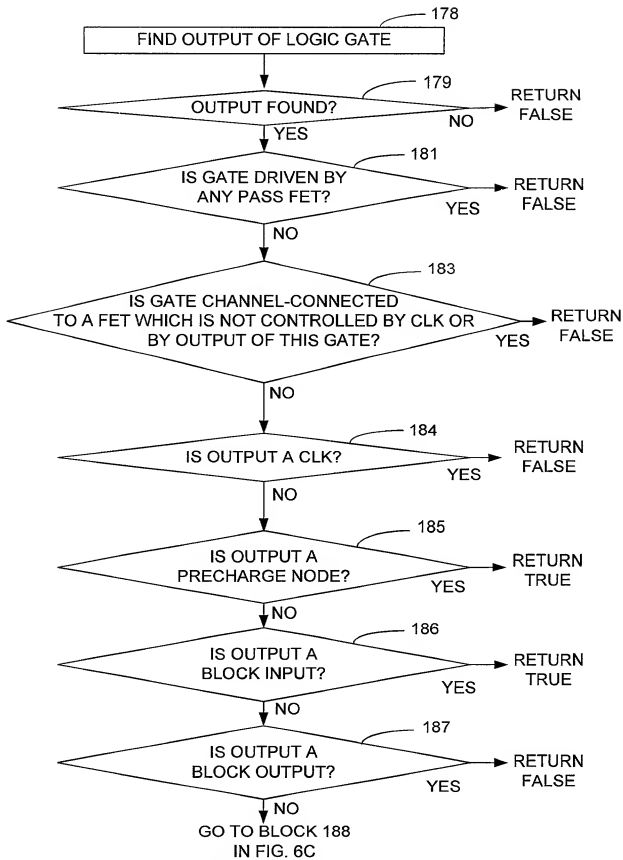 178
FIND OUTPUT OF LOGIC GATE
179
OUTPUT FOUND?
NO
RETURN
FALSE
YES
181
IS GATE DRIVEN BY
ANY PASS FET?
YES
RETURN
FALSE
NO
183
IS GATE CHANNEL-CONNECTED
TO A FET WHICH IS NOT CONTROLLED BY CLK OR
BY OUTPUT OF THIS GATE?
YES
RETURN
FALSE
NO
184
IS OUTPUT A CLK?
YES
RETURN
FALSE
NO
185
IS OUTPUT A
PRECHARGE NODE?
YES
RETURN
TRUE
NO
186
IS OUTPUT A
BLOCK INPUT?
YES
RETURN
TRUE
NO
187
IS OUTPUT A
BLOCK OUTPUT?
YES
RETURN
FALSE
NO
GO TO BLOCK 188
IN FIG. 6C